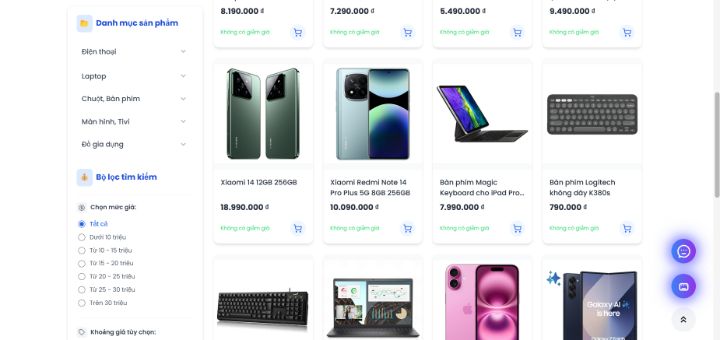 Danh mục sản phẩm
Điện thoại
Laptop
Chuột, Bàn phím
Màn hình, Tivi
Đồ gia dụng
Bộ lọc tìm kiếm
Chọn mức giá:
Tất cả
Dưới 10 triệu
Từ 10 - 15 triệu
Từ 15 - 20 triệu
Từ 20 - 25 triệu
Từ 25 - 30 triệu
Trên 30 triệu
Khoảng giá tùy chọn:
8.190.000 ₫
7.290.000 ₫
5.490.000 ₫
9.490.000 ₫
Không có giảm giá
Không có giảm giá
Không có giảm giá
Không có giảm giá
Xiaomi 14 12GB 256GB
18.990.000 ₫
Không có giảm giá
Xiaomi Redmi Note 14
Pro Plus 5G 8GB 256GB
10.090.000 ₫
Không có giảm giá
Bàn phím Magic
Keyboard cho iPad Pro...
7.990.000 ₫
Không có giảm giá
Bàn phím Logitech
không dây K380s
790.000 ₫
Không có giảm giá
Galaxy AI
is here